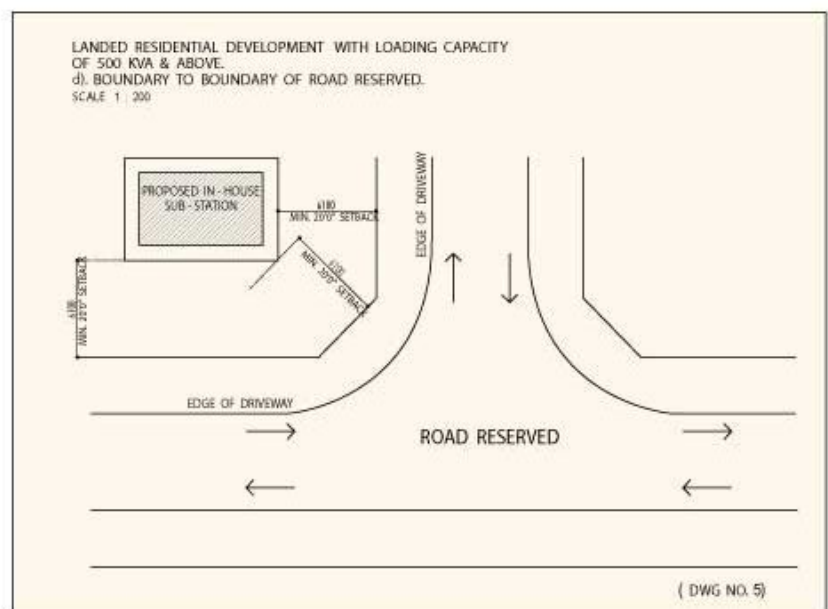 LANDED RESIDENTIAL DEVELOPMENT WITH LOADING CAPACITY
OF 500 KVA & ABOVE.
d). BOUNDARY TO BOUNDARY OF ROAD RESERVED.
SCALE 1 : 200
PROPOSED IN - HOUSE
SUB - STATION
6100
MIN. 20'0" SETBACK
EDGE OF DRIVEWAY
6100
MIN. 20'0" SETBACK
6100
MIN. 20'0" SETBACK
EDGE OF DRIVEWAY
ROAD RESERVED
( DWG NO. 5)